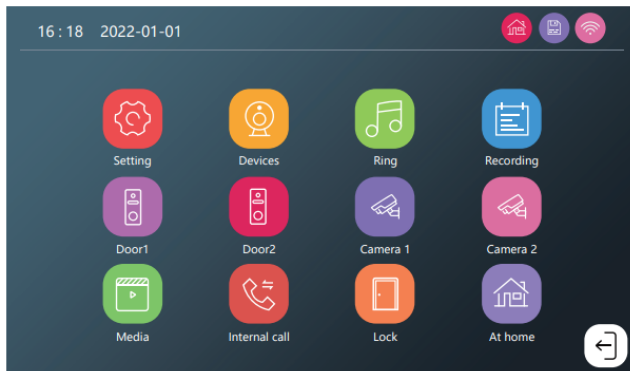 16 : 18 2022-01-01
Setting Devices Ring Recording
Door1 Door2 Camera 1 Camera 2
Media Internal call Lock At home